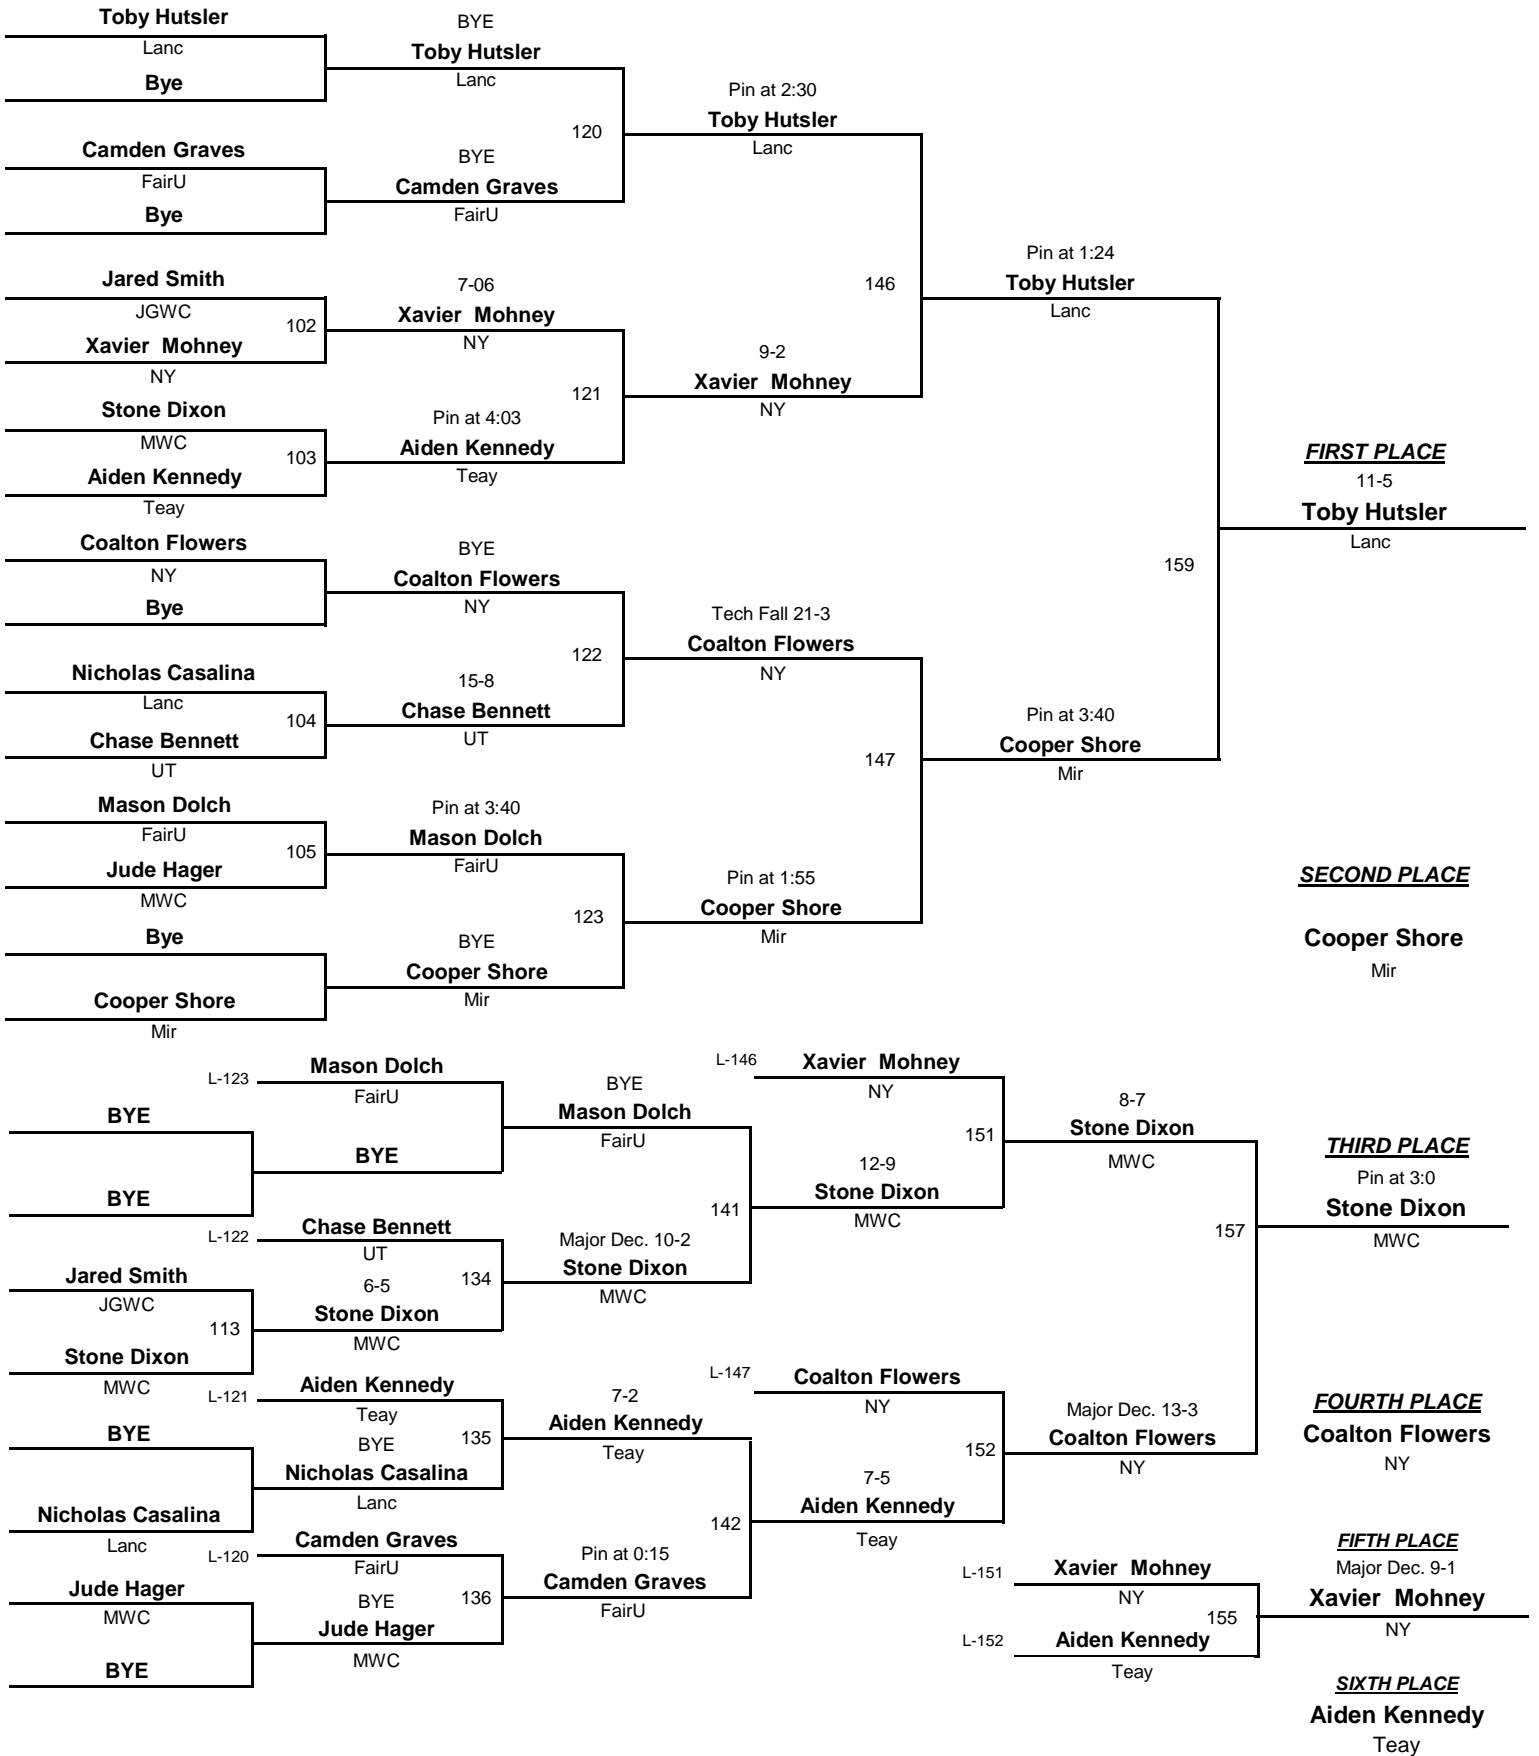 Toby Hutsler
Lanc
Bye
Camden Graves
FairU
Bye
Jared Smith
JGWC
102
Xavier  Mohney
NY
Stone Dixon
MWC
103
Aiden Kennedy
Teay
Coalton Flowers
NY
Bye
Nicholas Casalina
Lanc
104
Chase Bennett
UT
Mason Dolch
FairU
105
Jude Hager
MWC
Bye
Cooper Shore
Mir
BYE
Toby Hutsler
Lanc
120
BYE
Camden Graves
FairU
7-06
Xavier  Mohney
NY
121
Pin at 4:03
Aiden Kennedy
Teay
BYE
Coalton Flowers
NY
122
15-8
Chase Bennett
UT
Pin at 3:40
Mason Dolch
FairU
123
BYE
Cooper Shore
Mir
Pin at 2:30
Toby Hutsler
Lanc
146
9-2
Xavier  Mohney
NY
Tech Fall 21-3
Coalton Flowers
NY
147
Pin at 1:55
Cooper Shore
Mir
Pin at 1:24
Toby Hutsler
Lanc
159
Pin at 3:40
Cooper Shore
Mir
FIRST PLACE
11-5
Toby Hutsler
Lanc
SECOND PLACE
Cooper Shore
Mir
BYE
BYE
Jared Smith
JGWC
113
Stone Dixon
MWC
BYE
Nicholas Casalina
Lanc
Jude Hager
MWC
BYE
L-123
Mason Dolch
FairU
BYE
L-122
Chase Bennett
UT
134
6-5
Stone Dixon
MWC
L-121
Aiden Kennedy
Teay
135
BYE
Nicholas Casalina
Lanc
L-120
Camden Graves
FairU
136
BYE
Jude Hager
MWC
BYE
Mason Dolch
FairU
141
Major Dec. 10-2
Stone Dixon
MWC
7-2
Aiden Kennedy
Teay
142
Pin at 0:15
Camden Graves
FairU
L-146
Xavier  Mohney
NY
151
12-9
Stone Dixon
MWC
L-147
Coalton Flowers
NY
152
7-5
Aiden Kennedy
Teay
8-7
Stone Dixon
MWC
157
Major Dec. 13-3
Coalton Flowers
NY
L-151
Xavier  Mohney
NY
155
L-152
Aiden Kennedy
Teay
THIRD PLACE
Pin at 3:0
Stone Dixon
MWC
FOURTH PLACE
Coalton Flowers
NY
FIFTH PLACE
Major Dec. 9-1
Xavier  Mohney
NY
SIXTH PLACE
Aiden Kennedy
Teay